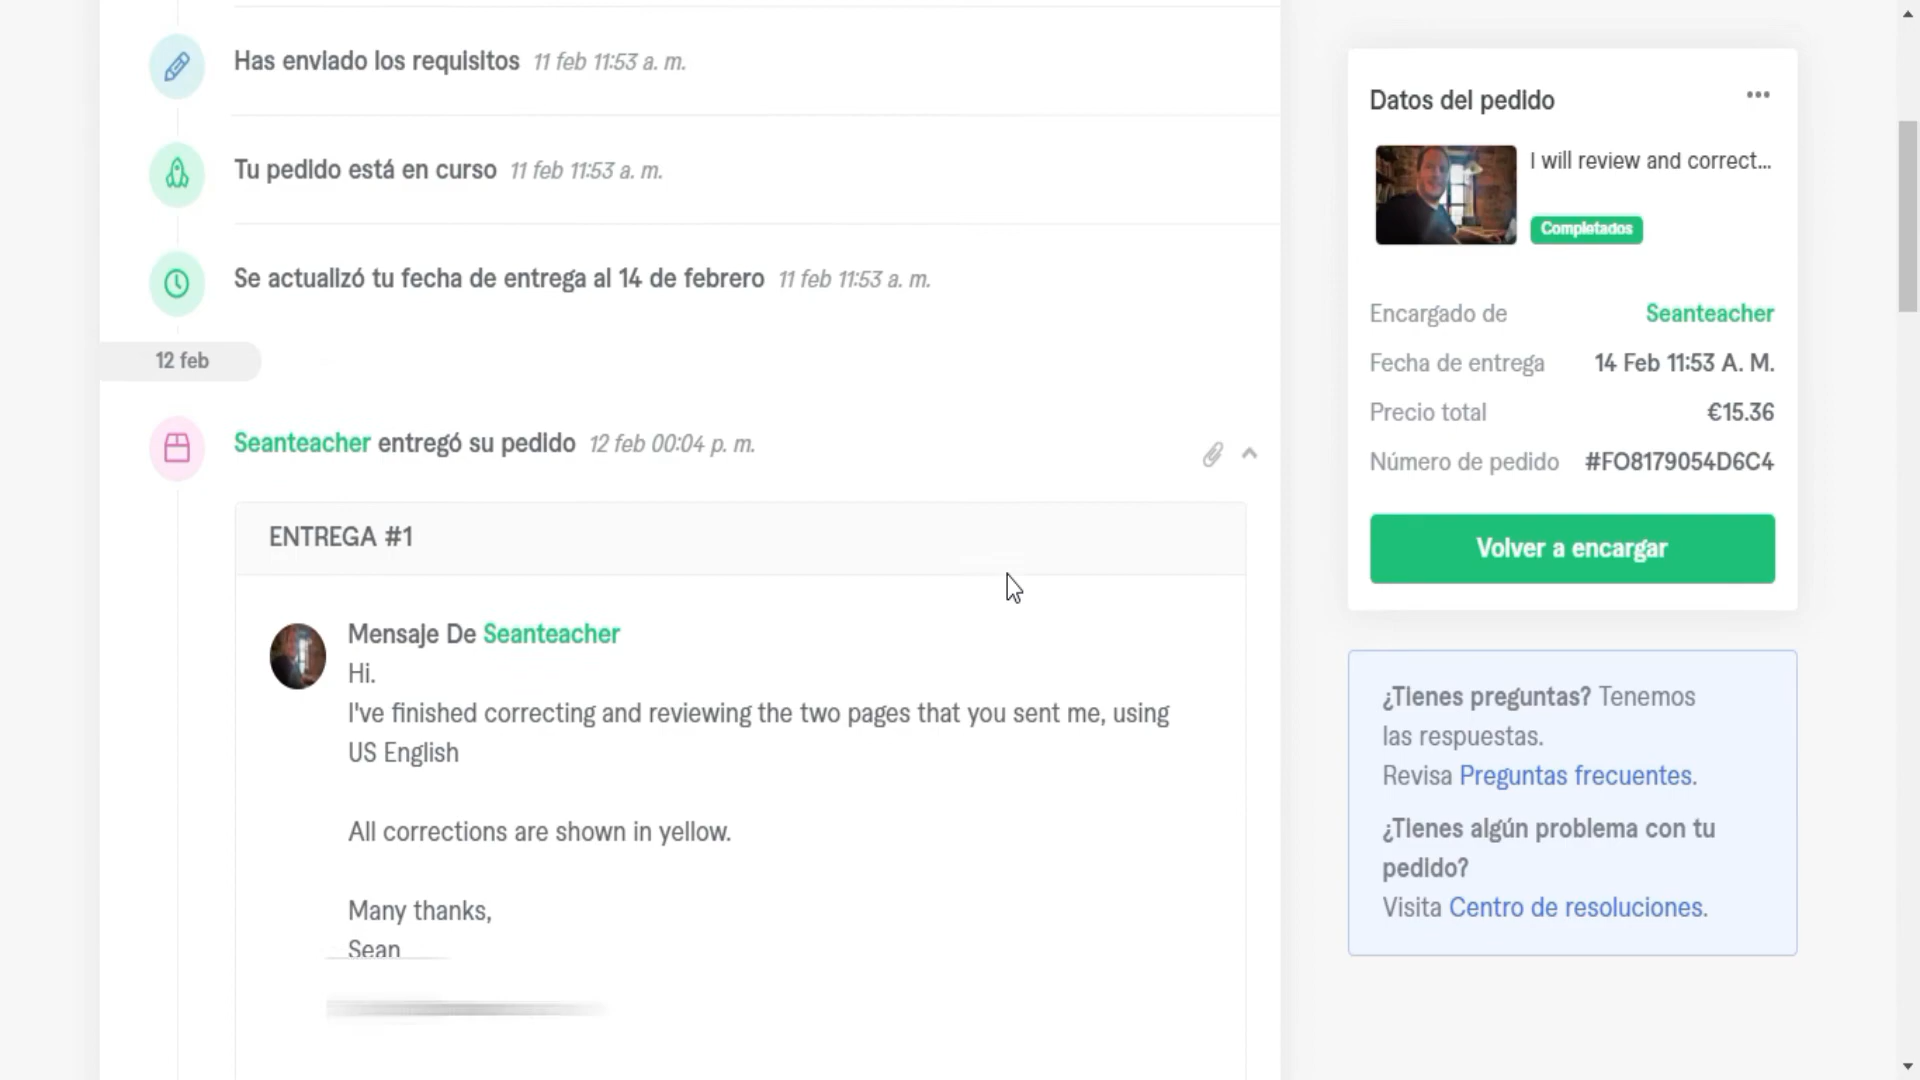 Has enviado los requisitos 11 feb 11:53 a. m.
Tu pedido está en curso 11 feb 11:53 a. m.
Se actualizó tu fecha de entrega al 14 de febrero 11 feb 11:53 a. m.
12 feb
Seanteacher entregó su pedido 12 feb 00:04 p. m.
ENTREGA #1
Mensaje De Seanteacher
Hi.
I've finished correcting and reviewing the two pages that you sent me, using
US English
All corrections are shown in yellow.
Many thanks,
Sean
Datos del pedido
I will review and correct...
Completados
Encargado de Seanteacher
Fecha de entrega 14 Feb 11:53 A. M.
Precio total €15.36
Número de pedido #FO8179054D6C4
Volver a encargar
¿Tienes preguntas? Tenemos
las respuestas.
Revisa Preguntas frecuentes.
¿Tienes algún problema con tu
pedido?
Visita Centro de resoluciones.